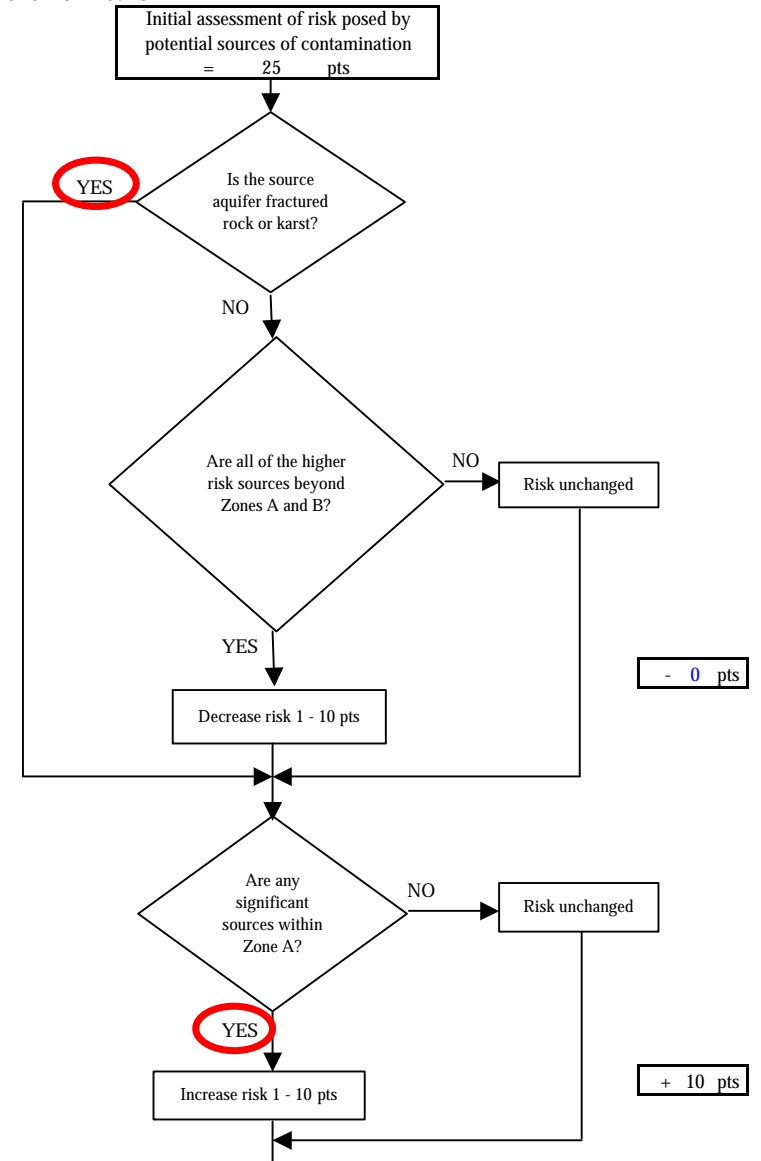 Initial assessment of risk posed by
potential sources of contamination
= 25 pts
YES
Is the source
aquifer fractured
rock or karst?
NO
Are all of the higher
risk sources beyond
Zones A and B?
NO
Risk unchanged
YES
- 0 pts
Decrease risk 1 - 10 pts
Are any
significant
sources within
Zone A?
NO
Risk unchanged
YES
+ 10 pts
Increase risk 1 - 10 pts